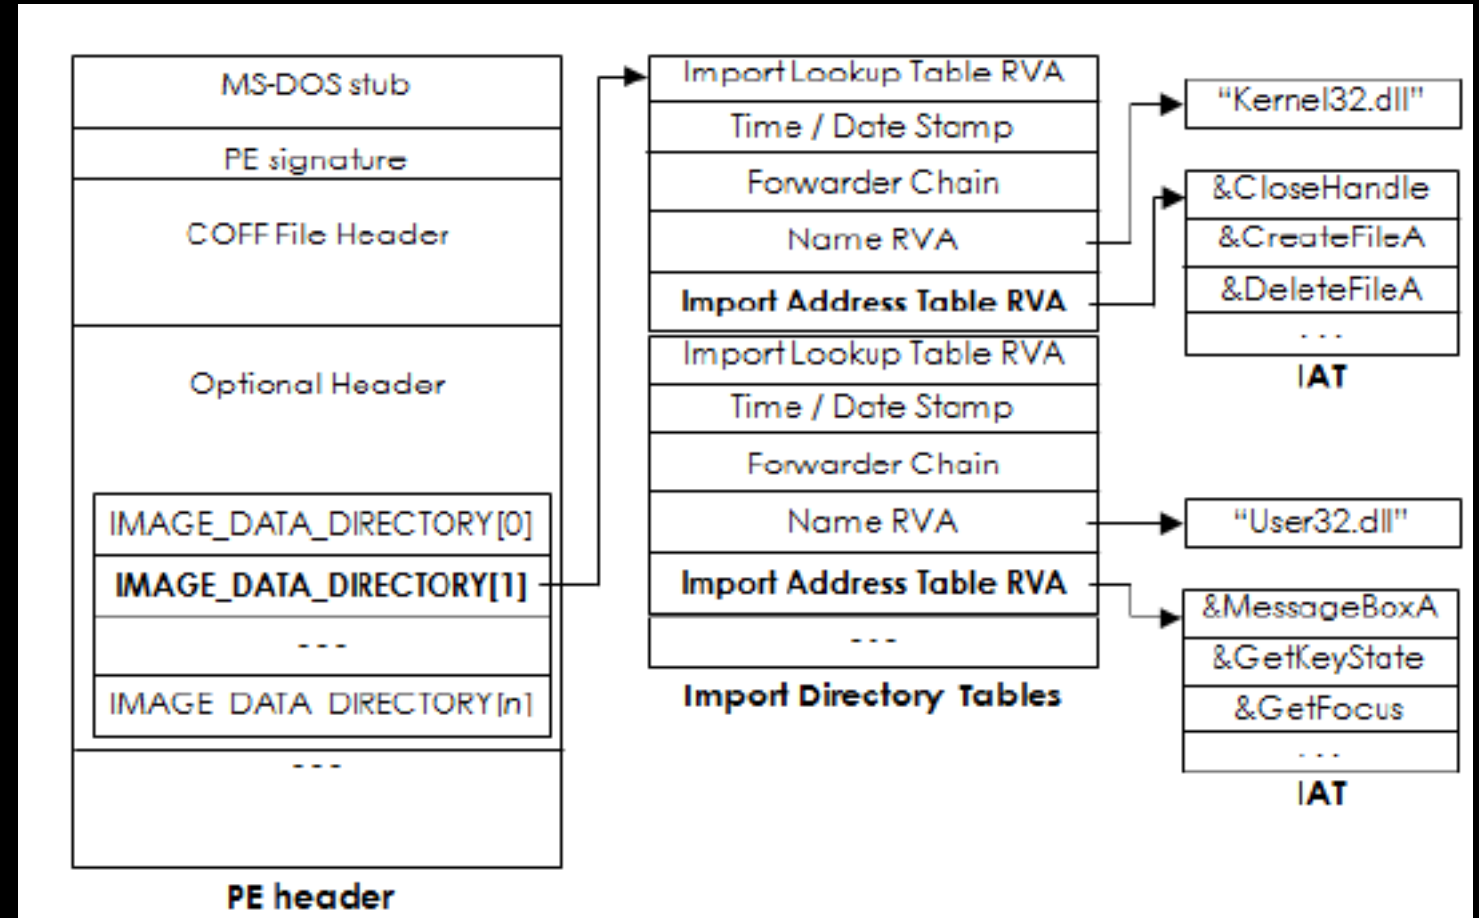 MS-DOS stub
PE signature
COFF File Header
Optional Header
IMAGE_DATA_DIRECTORY[0]
IMAGE_DATA_DIRECTORY[1]
- - -
IMAGE_DATA_DIRECTORY[n]
- - -
PE header
Import Lookup Table RVA
Time / Date Stamp
Forwarder Chain
Name RVA
Import Address Table RVA
Import Lookup Table RVA
Time / Date Stamp
Forwarder Chain
Name RVA
Import Address Table RVA
- - -
Import Directory Tables
“Kernel32.dll”
&CloseHandle
&CreateFileA
&DeleteFileA
- - -
IAT
“User32.dll”
&MessageBoxA
&GetKeyState
&GetFocus
- - -
IAT